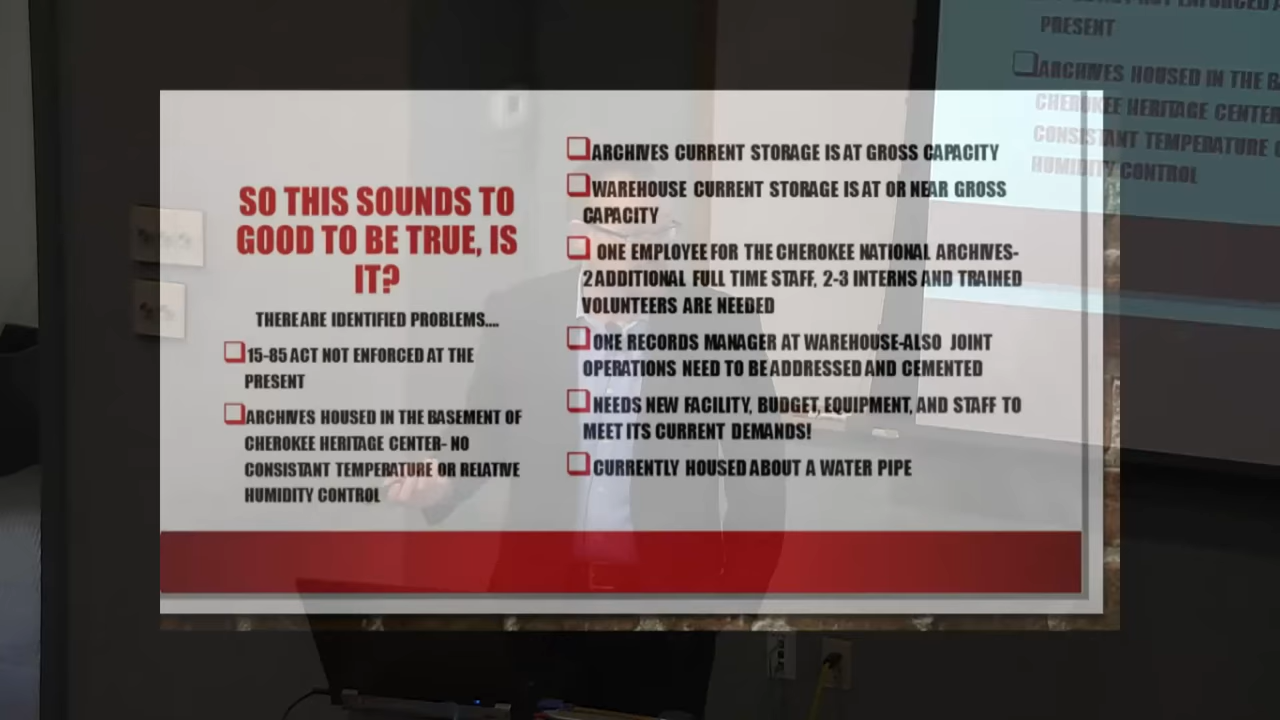 SO THIS SOUNDS TO
GOOD TO BE TRUE, IS
IT?
THERE ARE IDENTIFIED PROBLEMS....
15-85 ACT NOT ENFORCED AT THE
PRESENT
ARCHIVES HOUSED IN THE BASEMENT OF
CHEROKEE HERITAGE CENTER- NO
CONSISTANT TEMPERATURE OR RELATIVE
HUMIDITY CONTROL
ARCHIVES CURRENT STORAGE IS AT GROSS CAPACITY
WAREHOUSE CURRENT STORAGE IS AT OR NEAR GROSS
CAPACITY
ONE EMPLOYEE FOR THE CHEROKEE NATIONAL ARCHIVES-
2 ADDITIONAL FULL TIME STAFF, 2-3 INTERNS AND TRAINED
VOLUNTEERS ARE NEEDED
ONE RECORDS MANAGER AT WAREHOUSE-ALSO JOINT
OPERATIONS NEED TO BE ADDRESSED AND CEMENTED
NEEDS NEW FACILITY, BUDGET, EQUIPMENT, AND STAFF TO
MEET ITS CURRENT DEMANDS!
CURRENTLY HOUSED ABOUT A WATER PIPE
NOT ENFORCED
PRESENT
ARCHIVES HOUSED IN THE
CHEROKEE HERITAGE CENTER
CONSISTANT TEMPERATURE
HUMIDITY CONTROL